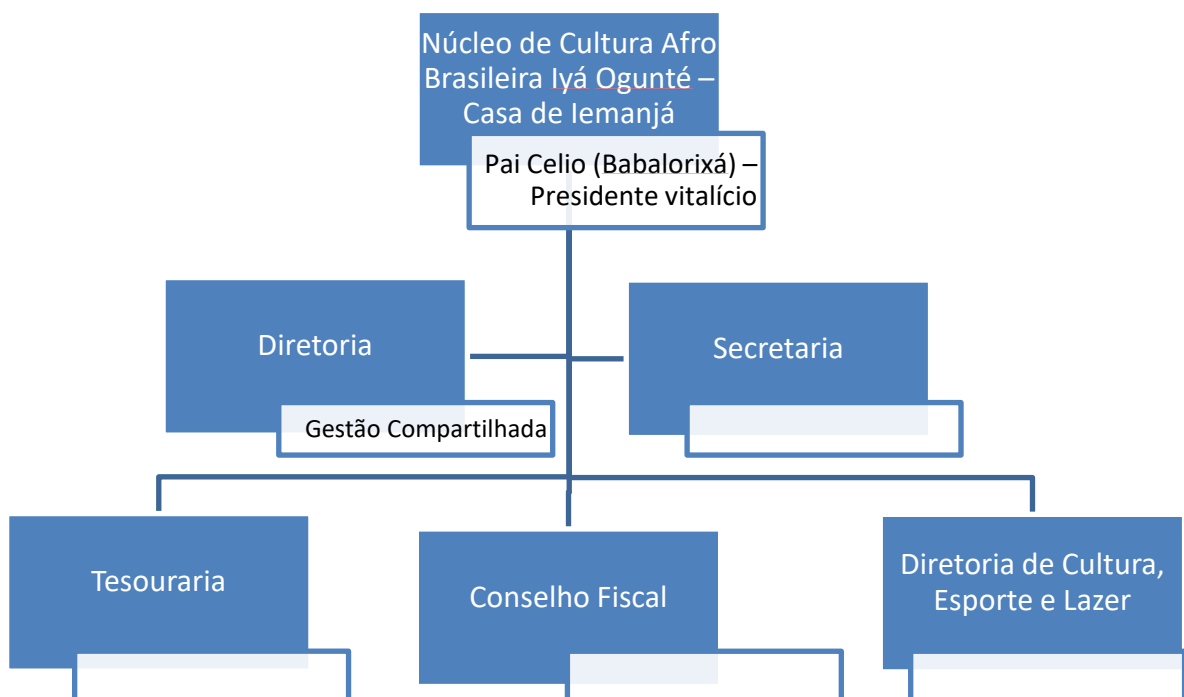 Núcleo de Cultura Afro
Brasileira Iyá Ogunté –
Casa de Iemanjá
Pai Celio (Babalorixá) –
Presidente vitalício
Diretoria
Gestão Compartilhada
Secretaria
Tesouraria
Conselho Fiscal
Diretoria de Cultura,
Esporte e Lazer